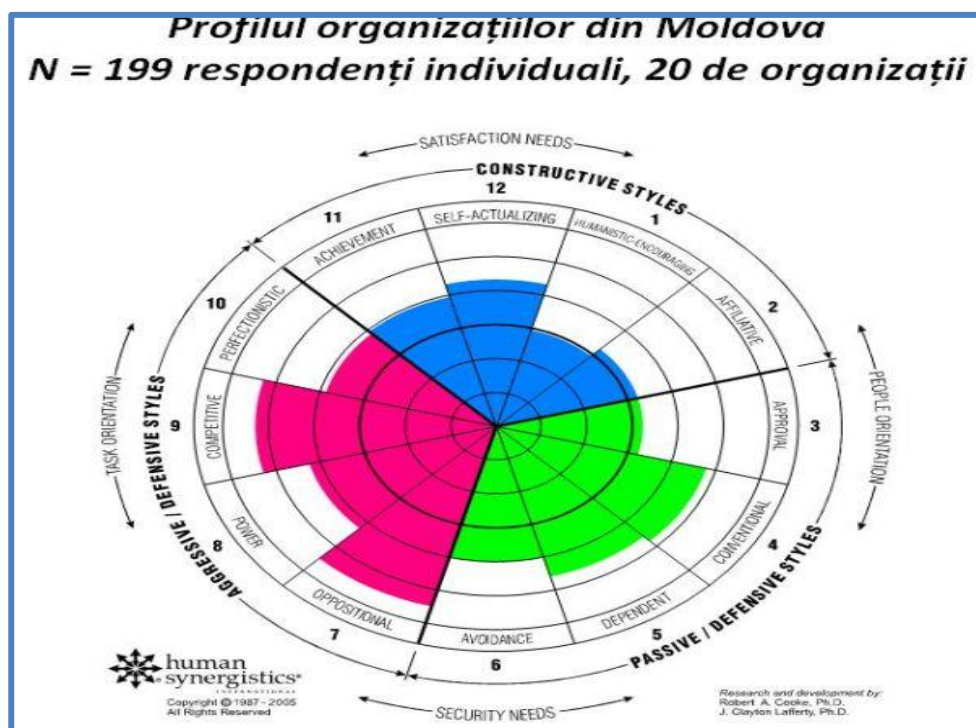 Profilul organizațiilor din Moldova
N = 199 respondenți individuali, 20 de organizații
SATISFACTION NEEDS
CONSTRUCTIVE STYLES
12
11
1
SELF-ACTUALIZING
ACHIEVEMENT
HUMANISTIC-ENCOURAGING
10
2
PERFECTIONISTIC
AFFILIATIVE
TASK ORIENTATION
PEOPLE ORIENTATION
9
COMPETITIVE
APPROVAL
3
AGGRESSIVE / DEFENSIVE STYLES
POWER
CONVENTIONAL
8
4
OPPOSITIONAL
DEPENDENT
AVOIDANCE
7
5
6
PASSIVE / DEFENSIVE STYLES
SECURITY NEEDS
human
synergistics®
INTERNATIONAL
Copyright © 1987 - 2005
All Rights Reserved
Research and development by:
Robert A. Cooke, Ph.D.
J. Clayton Lafferty, Ph.D.